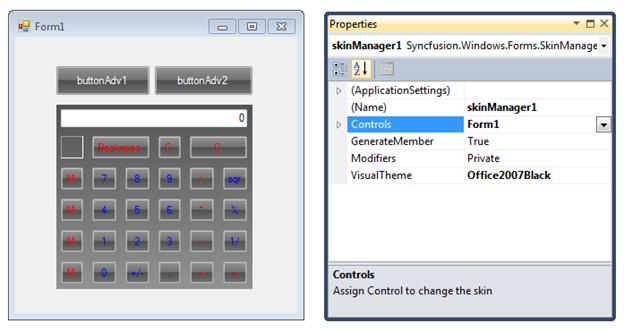 Form1
buttonAdv1 buttonAdv2
0
Backspac C C
M 7 8 9 / sqr
M 4 5 6 * %
M 1 2 3 - 1/
M 0 +/- . + =
Properties
skinManager1 Syncfusion.Windows.Forms.SkinManage
A
Z
(ApplicationSettings)
(Name) skinManager1
Controls Form1
GenerateMember True
Modifiers Private
VisualTheme Office2007Black
Controls
Assign Control to change the skin